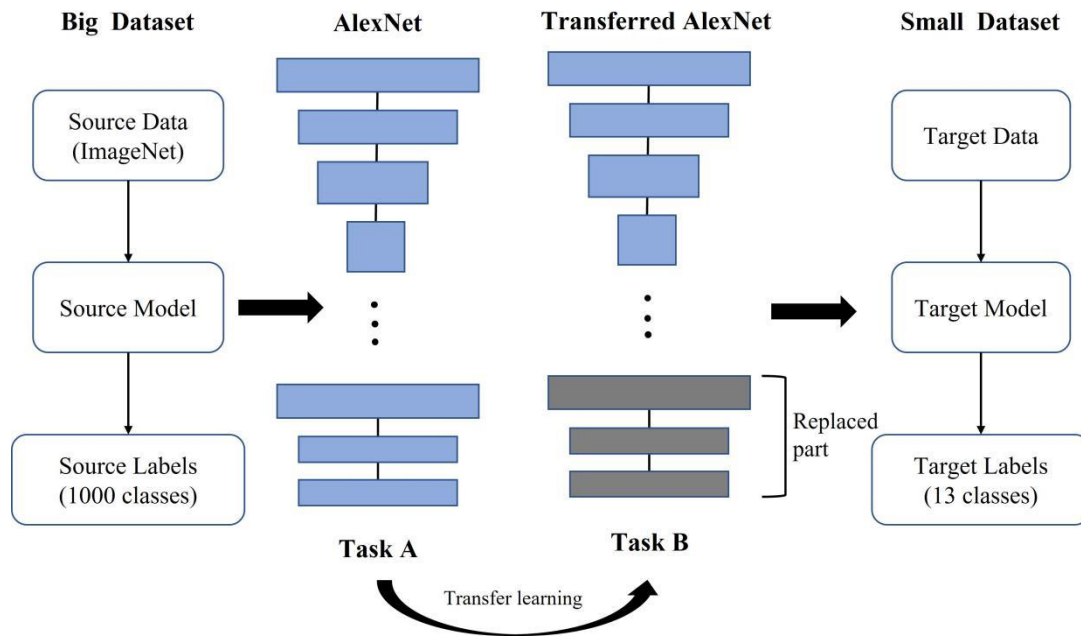 Big Dataset
AlexNet
Transferred AlexNet
Small Dataset
Source Data
(ImageNet)
Target Data
Source Model
Target Model
Replaced
part
Source Labels
(1000 classes)
Target Labels
(13 classes)
Task A
Task B
Transfer learning